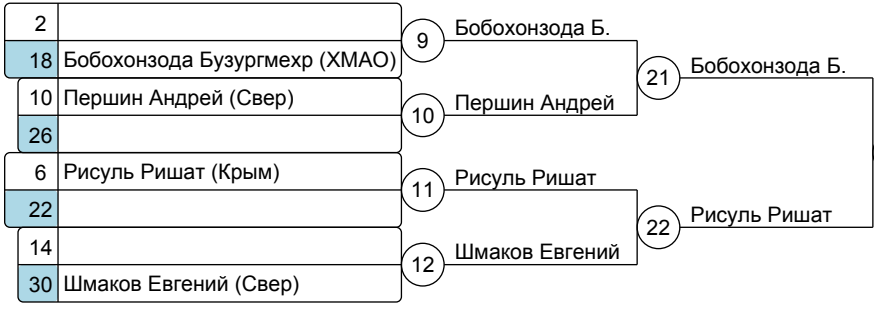 2
18 Бобохонзода Бузургмехр (ХМАО)
10 Першин Андрей (Свер)
26
6 Рисуль Ришат (Крым)
22
14
30 Шмаков Евгений (Свер)
9 Бобохонзода Б.
10 Першин Андрей
11 Рисуль Ришат
12 Шмаков Евгений
21 Бобохонзода Б.
22 Рисуль Ришат